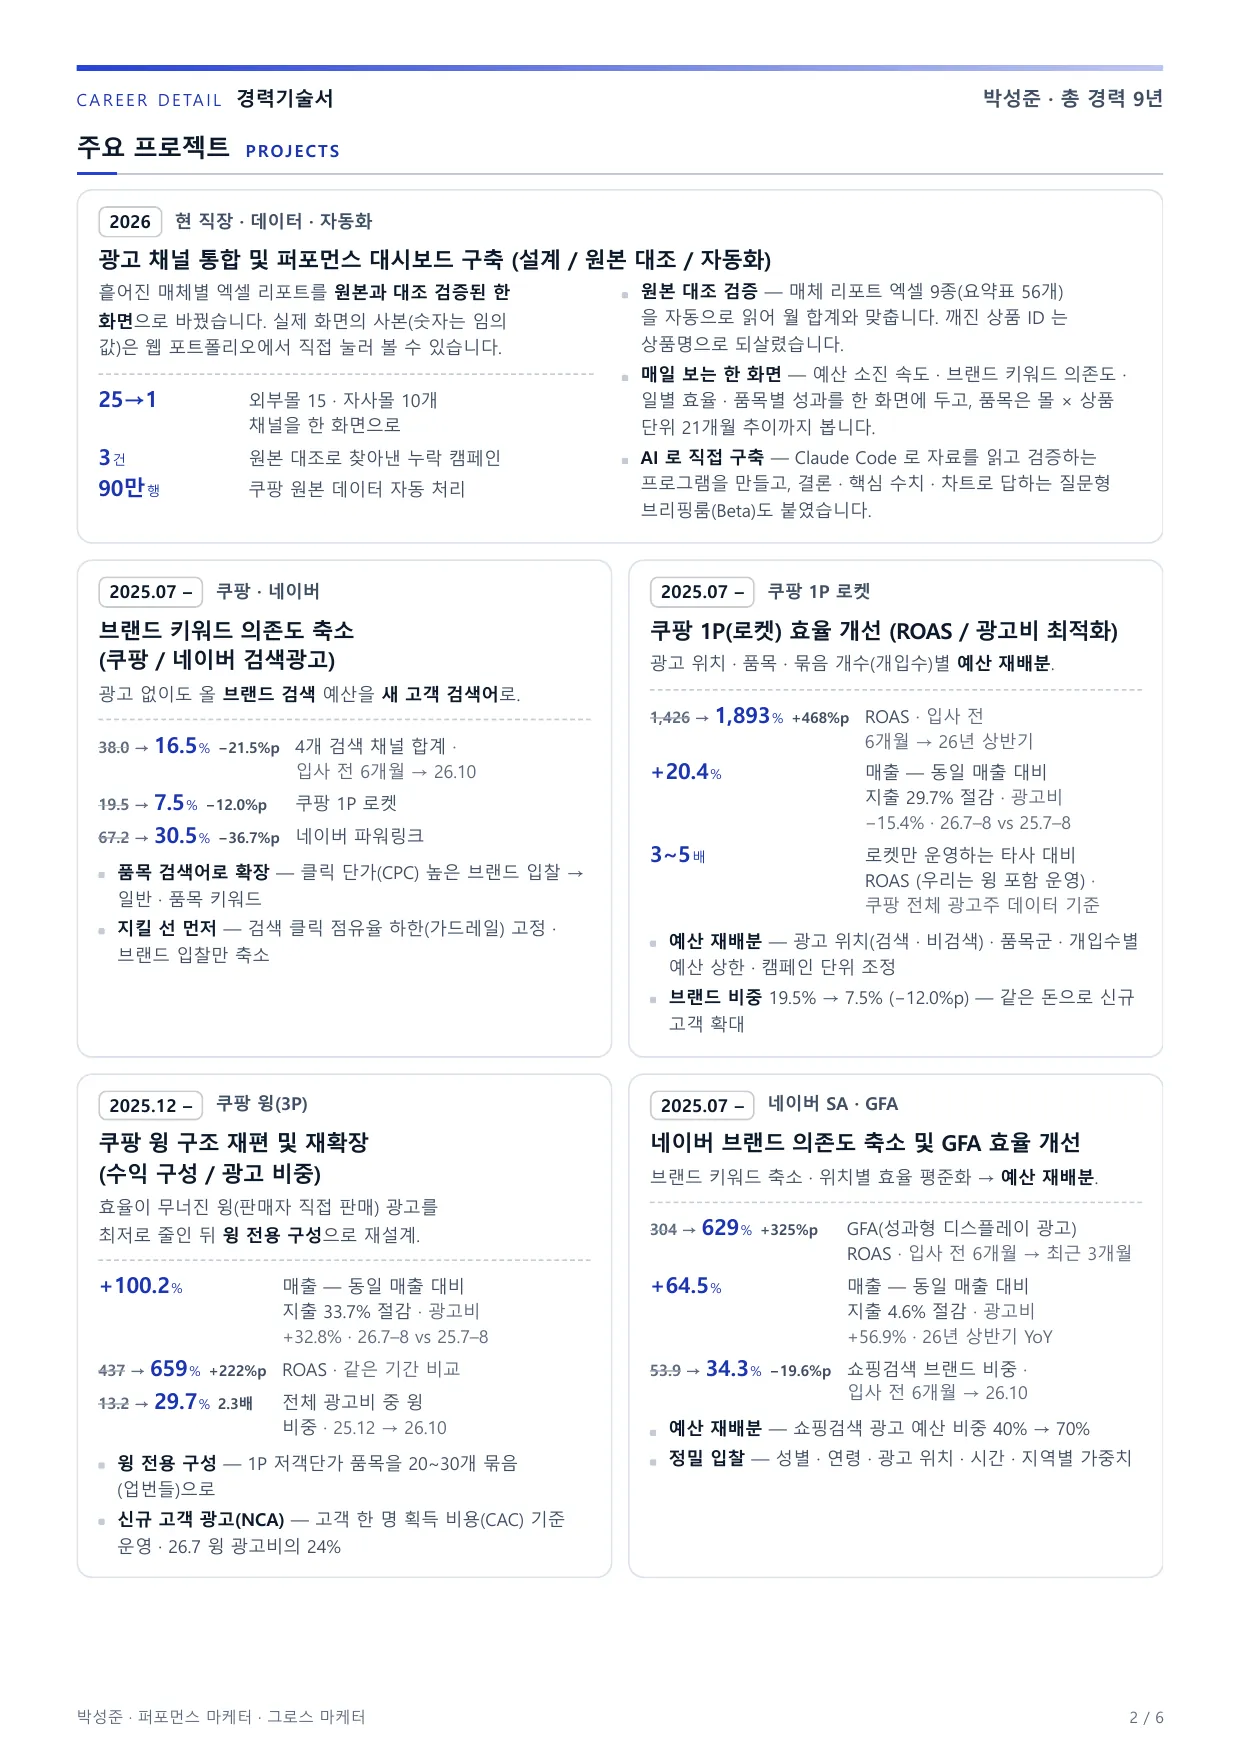 CAREER DETAIL 경력기술서
박성준 · 총 경력 9년
주요 프로젝트 PROJECTS
2026 현 직장 · 데이터 · 자동화
광고 채널 통합 및 퍼포먼스 대시보드 구축 (설계 / 원본 대조 / 자동화)
흩어진 매체별 엑셀 리포트를 원본과 대조 검증된 한
화면으로 바꿨습니다. 실제 화면의 사본(숫자는 임의
값)은 웹 포트폴리오에서 직접 눌러 볼 수 있습니다.
25→1 외부몰 15 · 자사몰 10개
채널을 한 화면으로
3건 원본 대조로 찾아낸 누락 캠페인
90만행 쿠팡 원본 데이터 자동 처리
원본 대조 검증 — 매체 리포트 엑셀 9종(요약표 56개)
을 자동으로 읽어 월 합계와 맞춥니다. 깨진 상품 ID 는
상품명으로 되살렸습니다.
매일 보는 한 화면 — 예산 소진 속도 · 브랜드 키워드 의존도 ·
일별 효율 · 품목별 성과를 한 화면에 두고, 품목은 몰 × 상품
단위 21개월 추이까지 봅니다.
AI 로 직접 구축 — Claude Code 로 자료를 읽고 검증하는
프로그램을 만들고, 결론 · 핵심 수치 · 차트로 답하는 질문형
브리핑룸(Beta)도 붙였습니다.
2025.07 – 쿠팡 · 네이버
브랜드 키워드 의존도 축소
(쿠팡 / 네이버 검색광고)
광고 없이도 올 브랜드 검색 예산을 새 고객 검색어로.
38.0 → 16.5% −21.5%p 4개 검색 채널 합계 ·
입사 전 6개월 → 26.10
19.5 → 7.5% −12.0%p 쿠팡 1P 로켓
67.2 → 30.5% −36.7%p 네이버 파워링크
품목 검색어로 확장 — 클릭 단가(CPC) 높은 브랜드 입찰 →
일반 · 품목 키워드
지킬 선 먼저 — 검색 클릭 점유율 하한(가드레일) 고정 ·
브랜드 입찰만 축소
2025.07 – 쿠팡 1P 로켓
쿠팡 1P(로켓) 효율 개선 (ROAS / 광고비 최적화)
광고 위치 · 품목 · 묶음 개수(개입수)별 예산 재배분.
1,426 → 1,893% +468%p ROAS · 입사 전
6개월 → 26년 상반기
+20.4% 매출 — 동일 매출 대비
지출 29.7% 절감 · 광고비
−15.4% · 26.7–8 vs 25.7–8
3~5배 로켓만 운영하는 타사 대비
ROAS (우리는 윙 포함 운영) ·
쿠팡 전체 광고주 데이터 기준
예산 재배분 — 광고 위치(검색 · 비검색) · 품목군 · 개입수별
예산 상한 · 캠페인 단위 조정
브랜드 비중 19.5% → 7.5% (−12.0%p) — 같은 돈으로 신규
고객 확대
2025.12 – 쿠팡 윙(3P)
쿠팡 윙 구조 재편 및 재확장
(수익 구성 / 광고 비중)
효율이 무너진 윙(판매자 직접 판매) 광고를
최저로 줄인 뒤 윙 전용 구성으로 재설계.
+100.2% 매출 — 동일 매출 대비
지출 33.7% 절감 · 광고비
+32.8% · 26.7–8 vs 25.7–8
437 → 659% +222%p ROAS · 같은 기간 비교
13.2 → 29.7% 2.3배 전체 광고비 중 윙
비중 · 25.12 → 26.10
윙 전용 구성 — 1P 저객단가 품목을 20~30개 묶음
(업번들)으로
신규 고객 광고(NCA) — 고객 한 명 획득 비용(CAC) 기준
운영 · 26.7 윙 광고비의 24%
2025.07 – 네이버 SA · GFA
네이버 브랜드 의존도 축소 및 GFA 효율 개선
브랜드 키워드 축소 · 위치별 효율 평준화 → 예산 재배분.
304 → 629% +325%p GFA(성과형 디스플레이 광고)
ROAS · 입사 전 6개월 → 최근 3개월
+64.5% 매출 — 동일 매출 대비
지출 4.6% 절감 · 광고비
+56.9% · 26년 상반기 YoY
53.9 → 34.3% −19.6%p 쇼핑검색 브랜드 비중 ·
입사 전 6개월 → 26.10
예산 재배분 — 쇼핑검색 광고 예산 비중 40% → 70%
정밀 입찰 — 성별 · 연령 · 광고 위치 · 시간 · 지역별 가중치
박성준 · 퍼포먼스 마케터 · 그로스 마케터
2 / 6